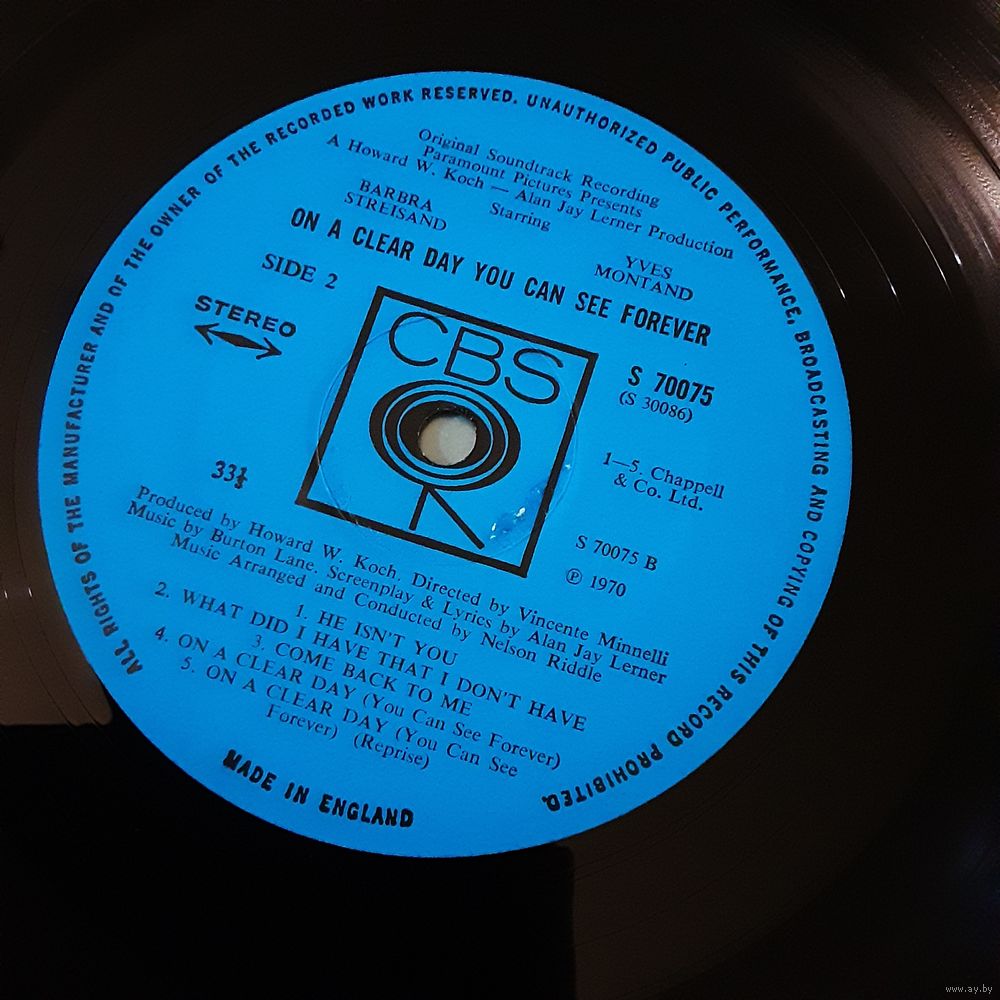 ALL RIGHTS OF THE MANUFACTURER AND OF THE OWNER OF THE RECORDED WORK RESERVED. UNAUTHORIZED PUBLIC PERFORMANCE, BROADCASTING AND COPYING OF THIS RECORD PROHIBITED.
Original Soundtrack Recording
Paramount Pictures Presents
A Howard W. Koch — Alan Jay Lerner Production
Starring
BARBRA
STREISAND
YVES
MONTAND
ON A CLEAR DAY YOU CAN SEE FOREVER
SIDE 2
STEREO
CBS
S 70075
(S 30086)
1—5. Chappell
& Co. Ltd.
33⅓
S 70075 B
℗ 1970
Produced by Howard W. Koch. Directed by Vincente Minnelli
Music by Burton Lane. Screenplay & Lyrics by Alan Jay Lerner
Music Arranged and Conducted by Nelson Riddle
1. HE ISN'T YOU
2. WHAT DID I HAVE THAT I DON'T HAVE
3. COME BACK TO ME
4. ON A CLEAR DAY (You Can See Forever)
5. ON A CLEAR DAY (You Can See
Forever) (Reprise)
MADE IN ENGLAND
www.ay.by